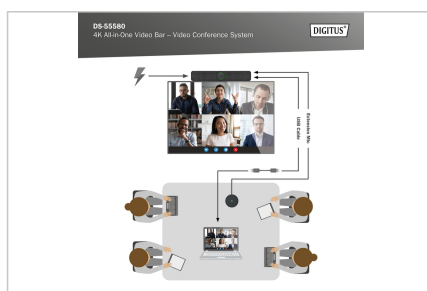 DS-55580
4K All-in-One Video Bar – Video Conference System
DIGITUS®
Extension Mic
USB Cable